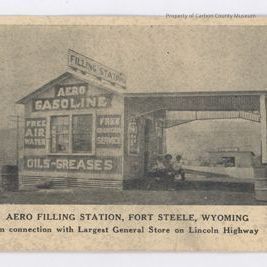 Property of Carbon County Museum
FILLING STATION
AERO
GASOLINE
FREE
AIR
WATER
FREE
SERVICE
OILS-GREASES
AERO FILLING STATION, FORT STEELE, WYOMING
n connection with Largest General Store on Lincoln Highway